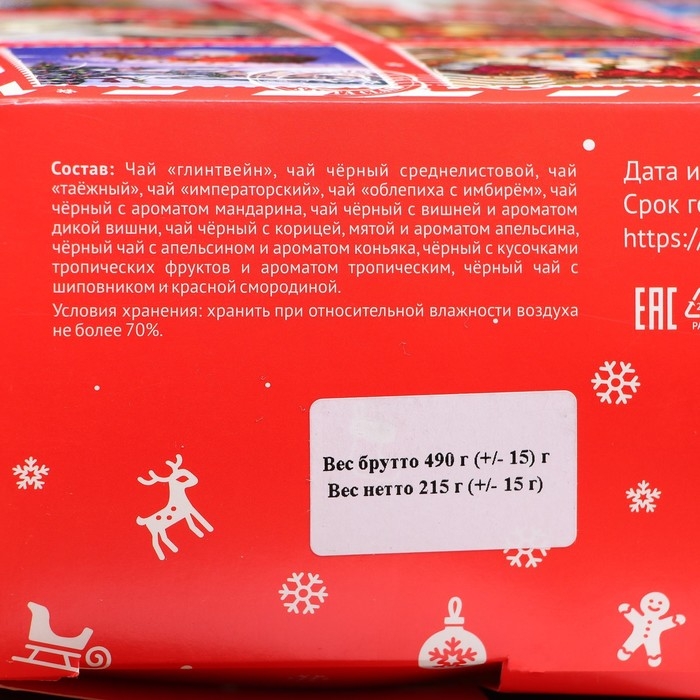 Состав: Чай «глинтвейн», чай чёрный среднелистовой, чай
«таёжный», чай «императорский», чай «облепиха с имбирём», чай
чёрный с ароматом мандарина, чай чёрный с вишней и ароматом
дикой вишни, чай чёрный с корицей, мятой и ароматом апельсина,
чёрный чай с апельсином и ароматом коньяка, чёрный с кусочками
тропических фруктов и ароматом тропическим, чёрный чай с
шиповником и красной смородиной.
Условия хранения: хранить при относительной влажности воздуха
не более 70%.
Дата и
Срок г
https:/
EAC
Вес брутто 490 г (+/- 15) г
Вес нетто 215 г (+/- 15 г)